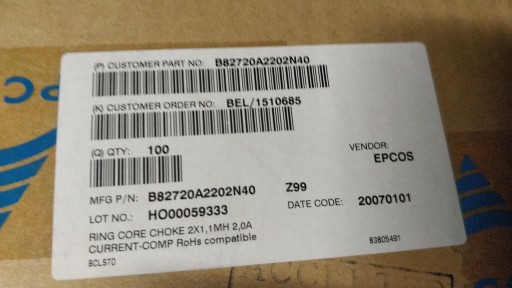 (P) CUSTOMER PART NO: B82720A2202N40
(K) CUSTOMER ORDER NO: BEL/1510685
(Q) QTY: 100
VENDOR:
EPCOS
MFG P/N: B82720A2202N40 Z99
LOT NO.: HO00059333 DATE CODE: 20070101
RING CORE CHOKE 2X1,1MH 2,0A
CURRENT-COMP RoHs compatible
83805491
BCLSTD